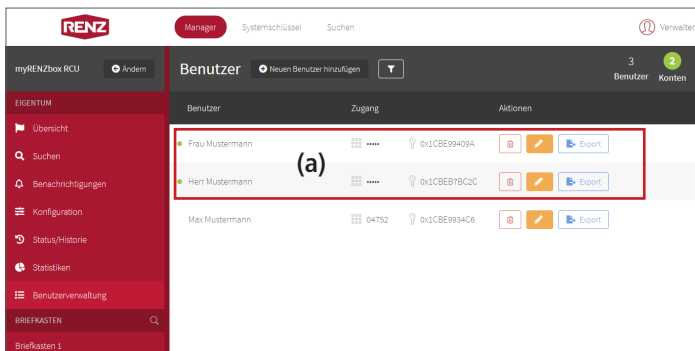 RENZ
Manager Systemschlüssel Suchen Verwalter
myRENZbox RCU Ändern
Benutzer Neuen Benutzer hinzufügen
3 Benutzer
2 Konten
EIGENTUM
Übersicht
Suchen
Benachrichtigungen
Konfiguration
Status/Historie
Statistiken
Benutzerverwaltung
BRIEFKASTEN
Briefkasten 1
Benutzer Zugang Aktionen
Frau Mustermann ••••• 0x1CBE99409A Export
(a)
Herr Mustermann ••••• 0x1CBEB7BC2C Export
Max Mustermann 04752 0x1CBE9934C6 Export